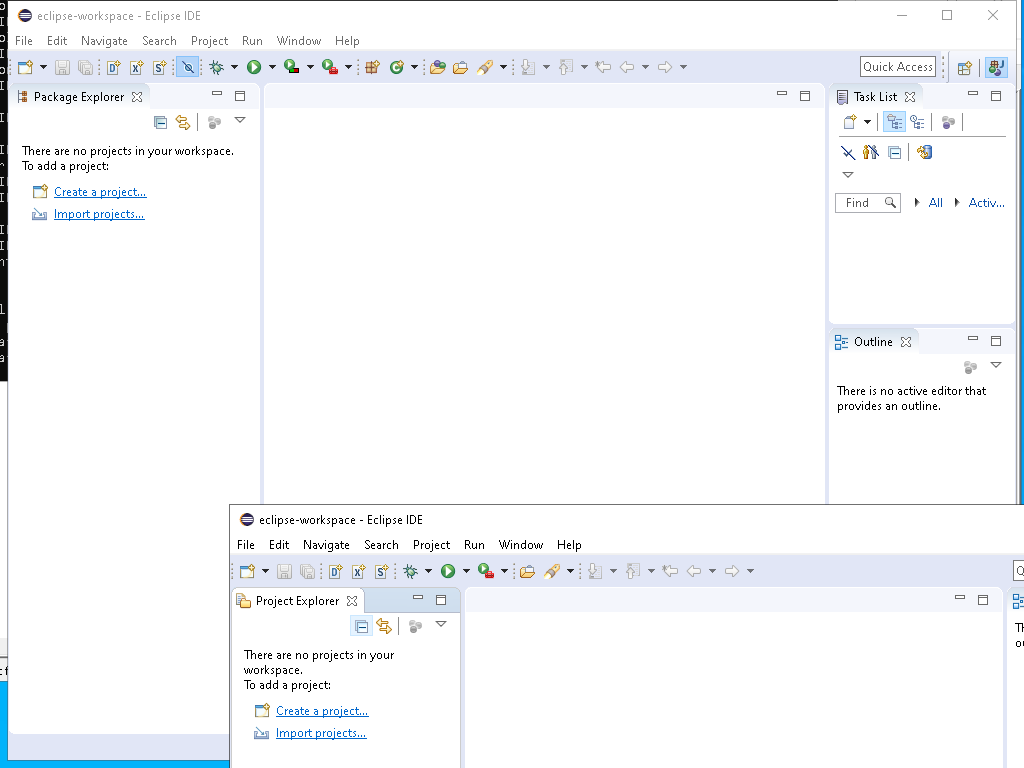 eclipse-workspace - Eclipse IDE
File Edit Navigate Search Project Run Window Help
Quick Access
Package Explorer
There are no projects in your workspace.
To add a project:
Create a project...
Import projects...
Task List
Find All Activ...
Outline
There is no active editor that
provides an outline.
eclipse-workspace - Eclipse IDE
File Edit Navigate Search Project Run Window Help
Project Explorer
There are no projects in your
workspace.
To add a project:
Create a project...
Import projects...